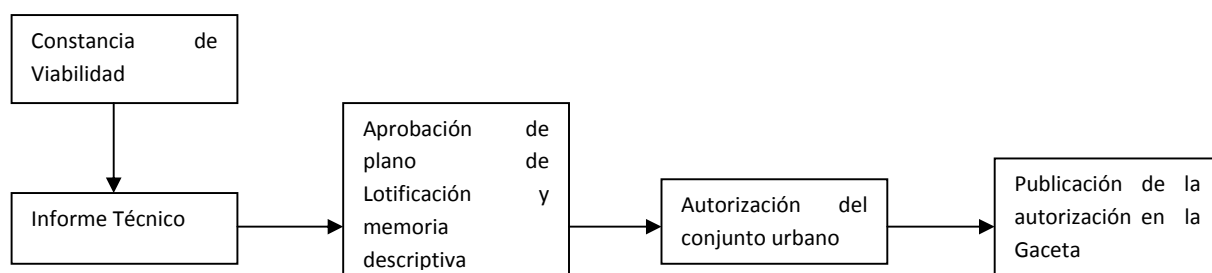 Constancia de
Viabilidad
Informe Técnico
Aprobación de
plano de
Lotificación y
memoria
descriptiva
Autorización del
conjunto urbano
Publicación de la
autorización en la
Gaceta